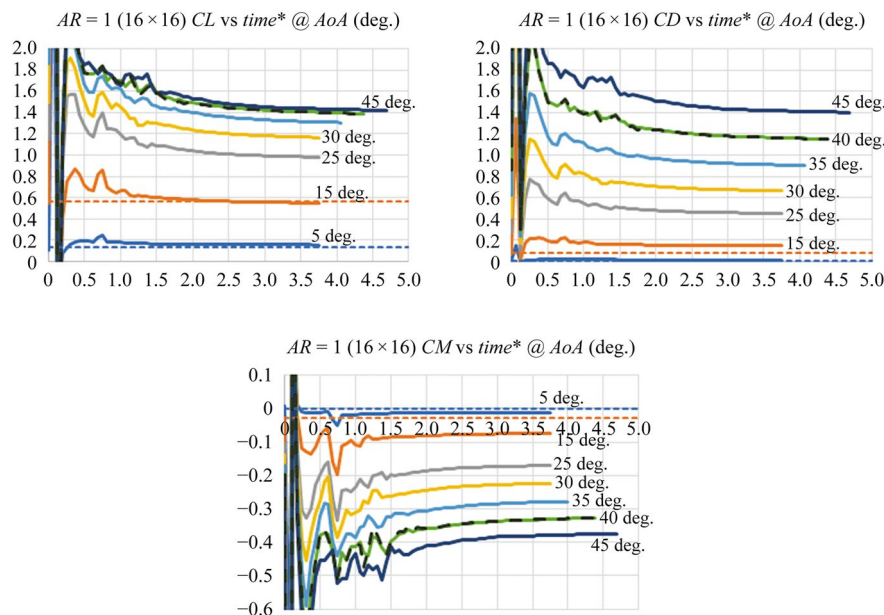 AR = 1 (16 × 16) CL vs time* @ AoA (deg.)
2.0
1.8
1.6
1.4
1.2
1.0
0.8
0.6
0.4
0.2
0
45 deg.
30 deg.
25 deg.
15 deg.
5 deg.
0.0 0.5 1.0 1.5 2.0 2.5 3.0 3.5 4.0 4.5 5.0
AR = 1 (16 × 16) CD vs time* @ AoA (deg.)
2.0
1.8
1.6
1.4
1.2
1.0
0.8
0.6
0.4
0.2
0
45 deg.
40 deg.
35 deg.
30 deg.
25 deg.
15 deg.
0.0 0.5 1.0 1.5 2.0 2.5 3.0 3.5 4.0 4.5 5.0
AR = 1 (16 × 16) CM vs time* @ AoA (deg.)
0.1
0
−0.1
−0.2
−0.3
−0.4
−0.5
−0.6
5 deg.
0.0 0.5 1.0 1.5 2.0 2.5 3.0 3.5 4.0 4.5 5.0
15 deg.
25 deg.
30 deg.
35 deg.
40 deg.
45 deg.